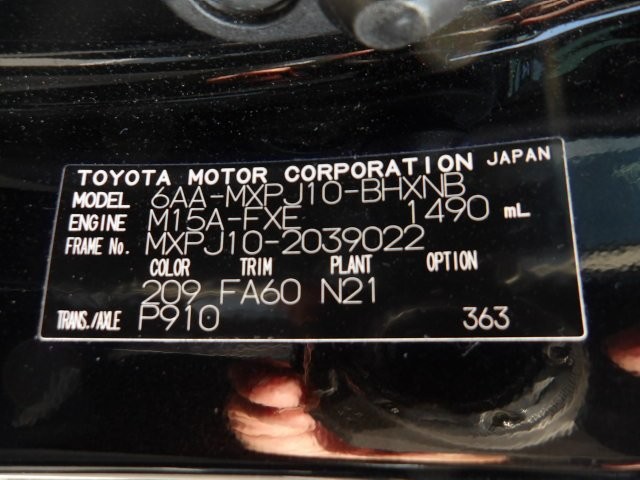 TOYOTA MOTOR CORPORATION JAPAN
MODEL 6AA-MXPJ10-BHXNB
ENGINE M15A-FXE 1490 mL
FRAME No. MXPJ10-2039022
COLOR TRIM PLANT OPTION
209 FA60 N21
TRANS./AXLE P910 363